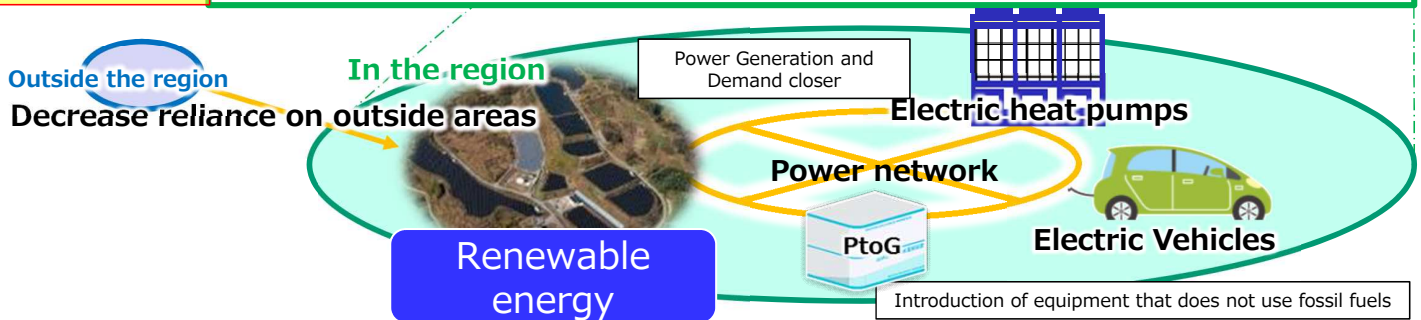 Outside the region
Decrease reliance on outside areas
In the region
Power Generation and
Demand closer
Electric heat pumps
Power network
PtoG
Electric Vehicles
Renewable
energy
Introduction of equipment that does not use fossil fuels